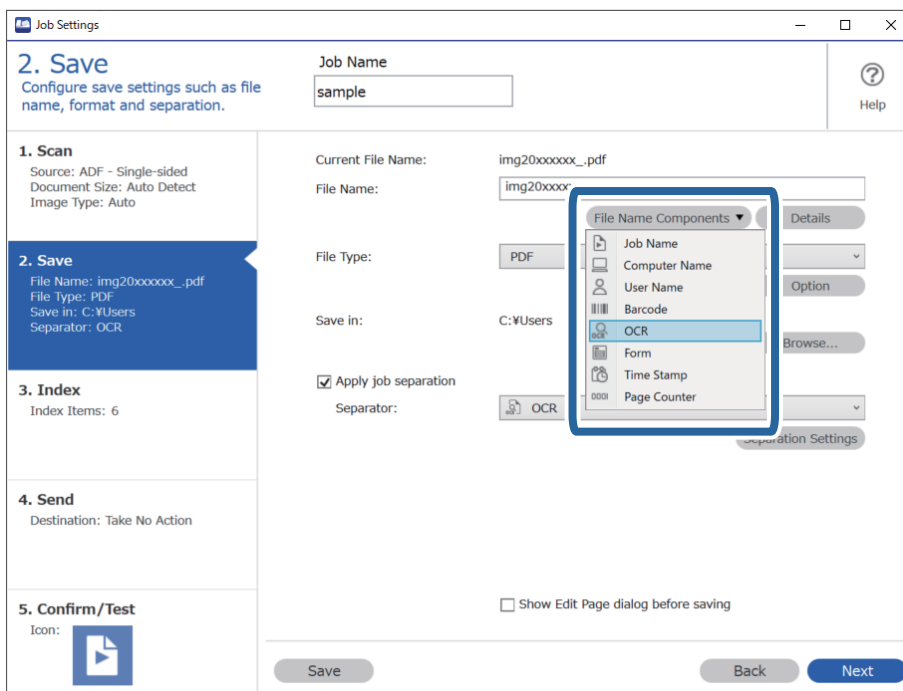 Job Settings
2. Save
Configure save settings such as file
name, format and separation.
Job Name
sample
Help
1. Scan
Source: ADF - Single-sided
Document Size: Auto Detect
Image Type: Auto
2. Save
File Name: img20xxxxxx_.pdf
File Type: PDF
Save in: C:¥Users
Separator: OCR
3. Index
Index Items: 6
4. Send
Destination: Take No Action
5. Confirm/Test
Icon:
Current File Name: img20xxxxxx_.pdf
File Name: img20xxxx
File Name Components ▼ Details
Job Name
Computer Name
User Name
Barcode
OCR OCR
Form
Time Stamp
0001 Page Counter
File Type: PDF
Option
Save in: C:¥Users
Browse...
Apply job separation
Separator: OCR
Separation Settings
Show Edit Page dialog before saving
Save Back Next